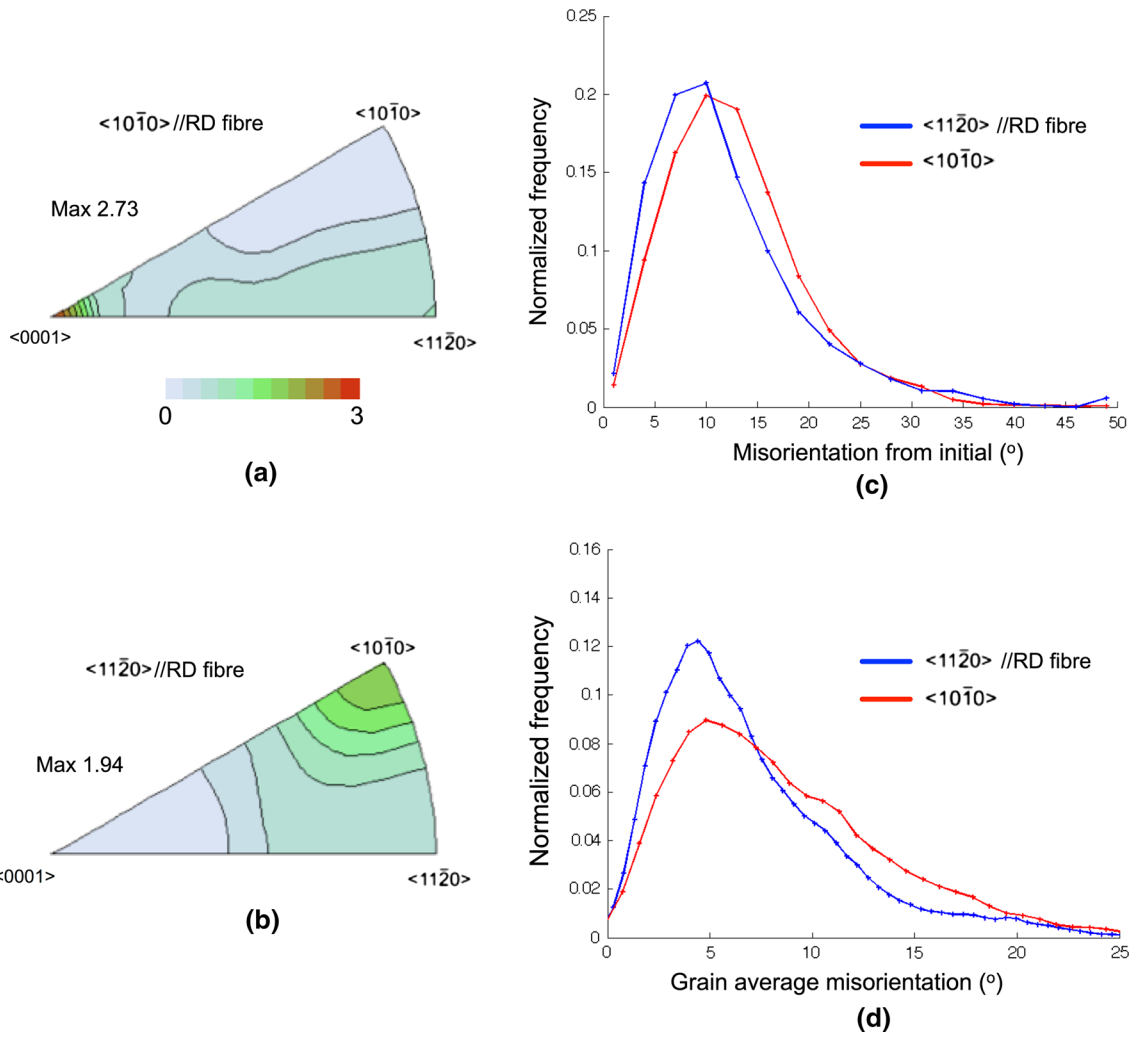 <101̄0>
<101̄0>//RD fibre
Max 2.73
<0001>
<112̄0>
0 3
(a)
0.25
0.2
0.15
0.1
0.05
0
0 5 10 15 20 25 30 35 40 45 50
Normalized frequency
Misorientation from initial (°)
<112̄0> //RD fibre
<101̄0>
(c)
<101̄0>
<112̄0>//RD fibre
Max 1.94
<0001>
<112̄0>
(b)
0.16
0.14
0.12
0.1
0.08
0.06
0.04
0.02
0
0 5 10 15 20 25
Normalized frequency
Grain average misorientation (°)
<112̄0> //RD fibre
<101̄0>
(d)